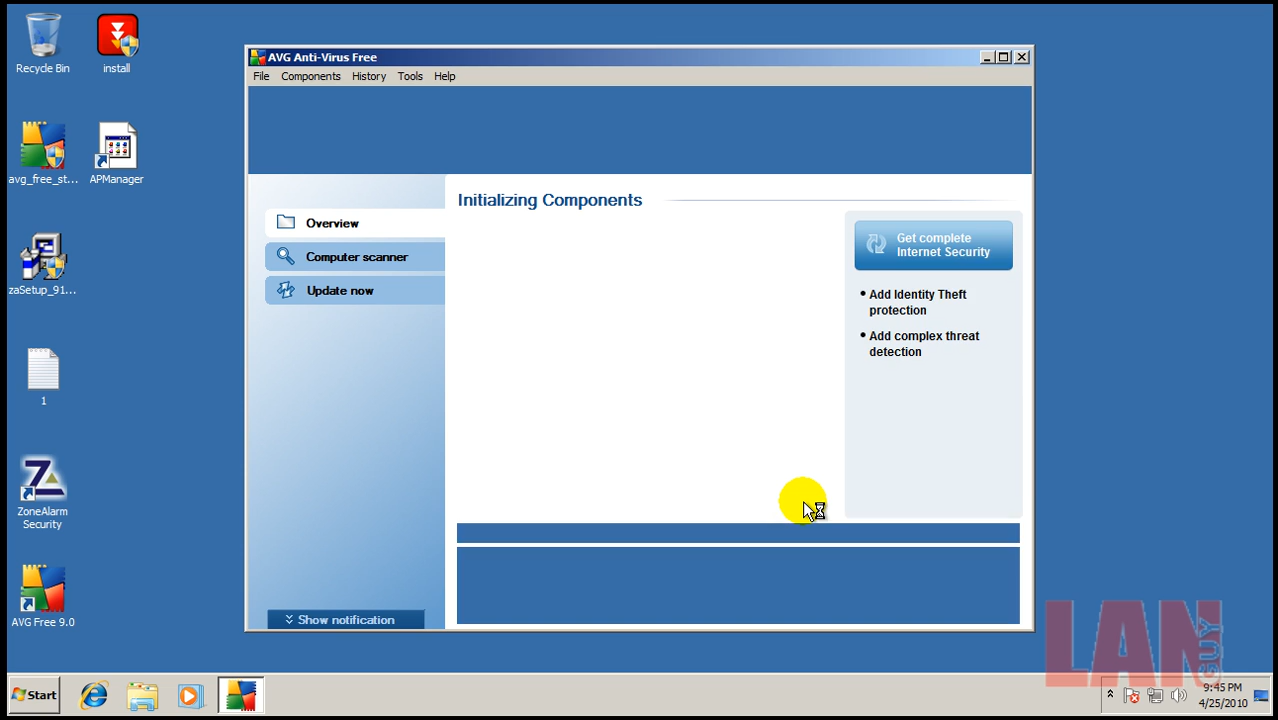 Recycle Bin
install
avg_free_st...
APManager
zaSetup_91...
1
ZoneAlarm
Security
AVG Free 9.0
AVG Anti-Virus Free
File Components History Tools Help
Initializing Components
Overview
Computer scanner
Update now
Get complete
Internet Security
• Add Identity Theft
protection
• Add complex threat
detection
Show notification
LAN
GUY
Start
9:45 PM
4/25/2010